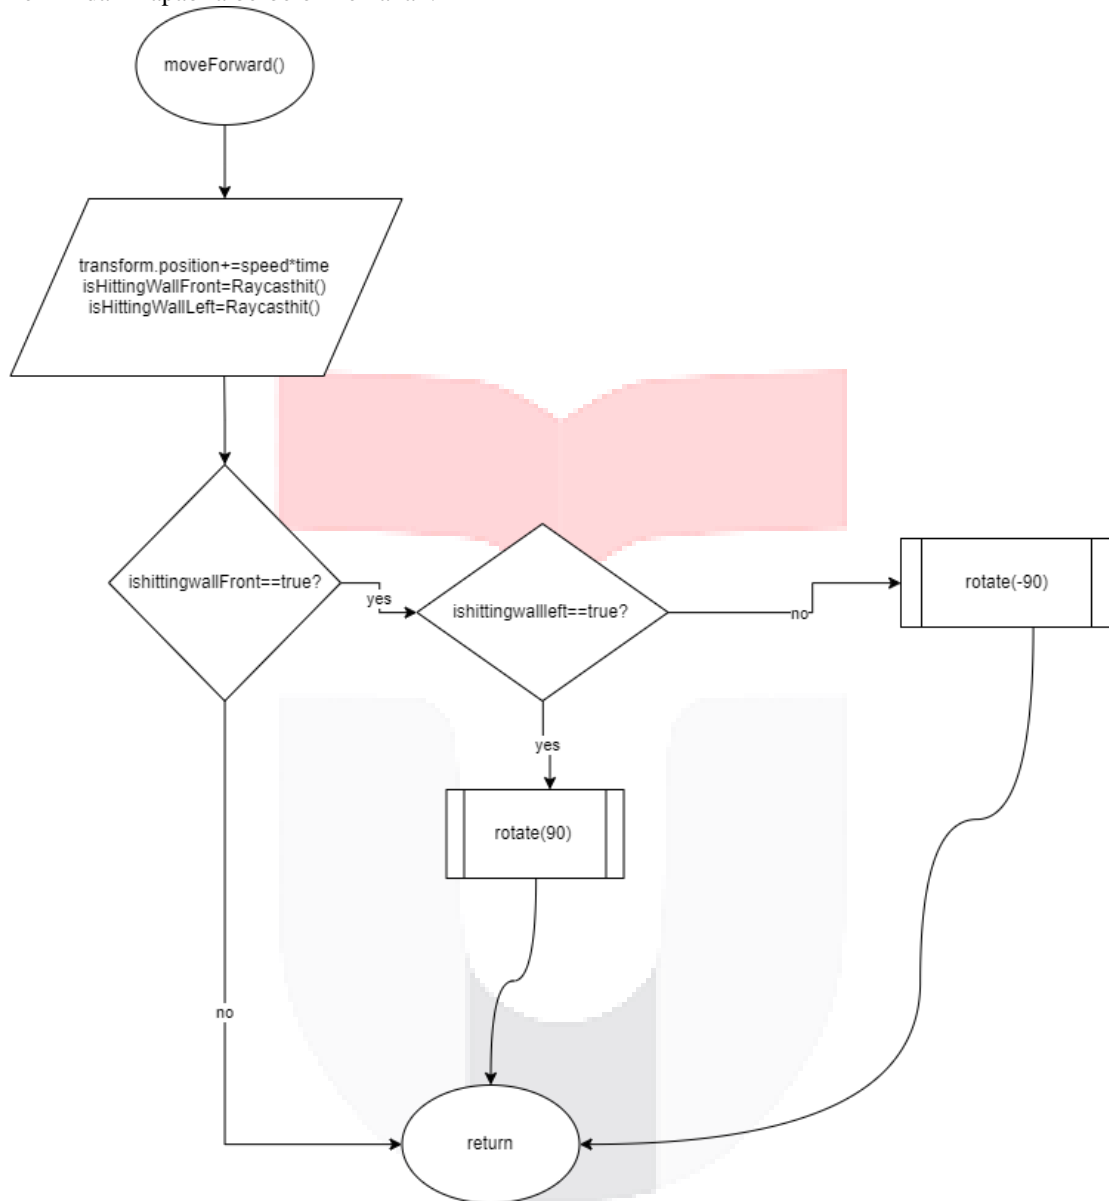 moveForward()
transform.position+=speed*time
isHittingWallFront=Raycasthit()
isHittingWallLeft=Raycasthit()
ishittingwallFront==true?
yes
ishittingwallleft==true?
no
rotate(-90)
yes
rotate(90)
no
return